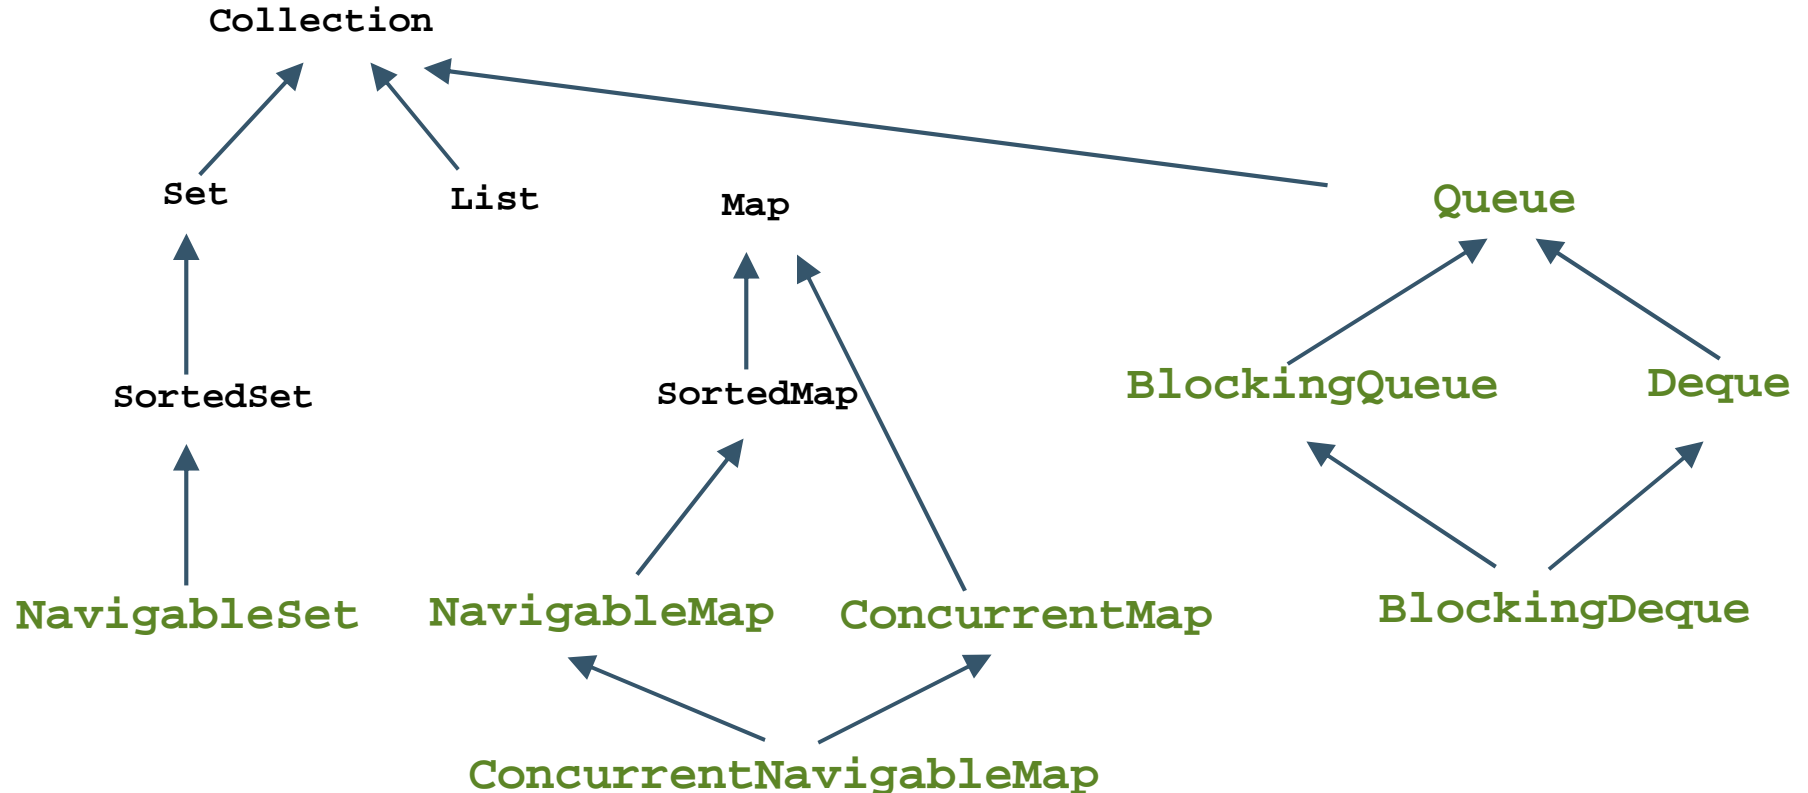 Collection
Set
List
Map
Queue
SortedSet
SortedMap
BlockingQueue
Deque
NavigableSet
NavigableMap
ConcurrentMap
BlockingDeque
ConcurrentNavigableMap